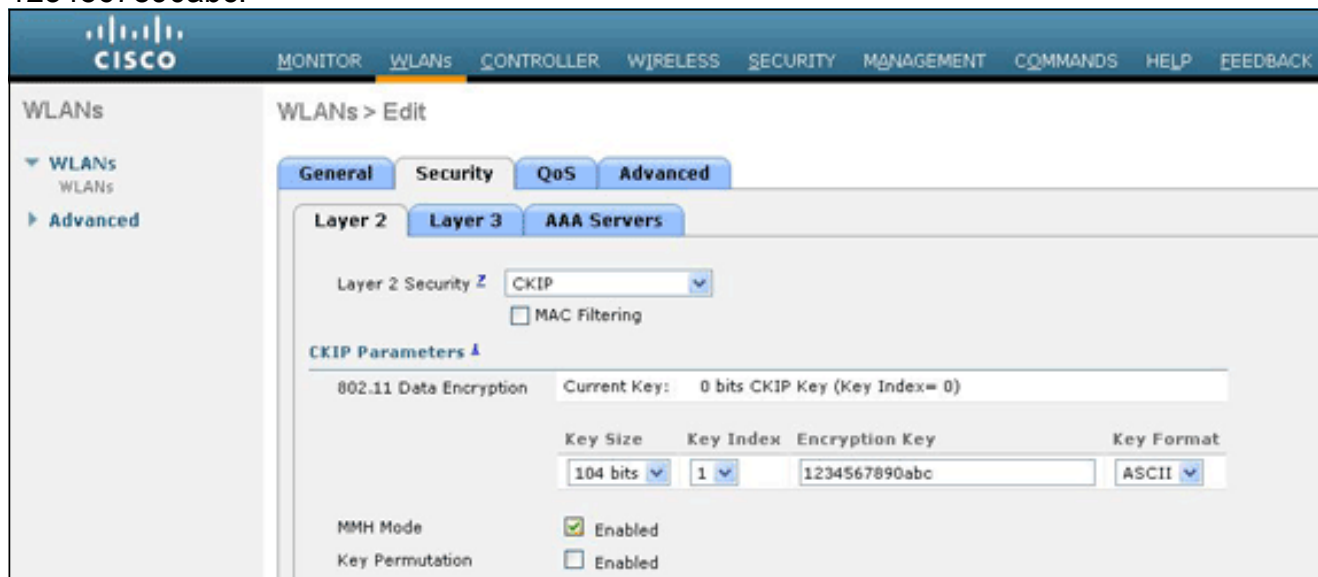 CISCO
MONITOR WLANs CONTROLLER WIRELESS SECURITY MANAGEMENT COMMANDS HELP FEEDBACK
WLANs
WLANs
WLANs
Advanced
WLANs > Edit
General Security QoS Advanced
Layer 2 Layer 3 AAA Servers
Layer 2 Security CKIP
MAC Filtering
CKIP Parameters
802.11 Data Encryption Current Key: 0 bits CKIP Key (Key Index= 0)
Key Size Key Index Encryption Key Key Format
104 bits 1 1234567890abc ASCII
MMH Mode Enabled
Key Permutation Enabled